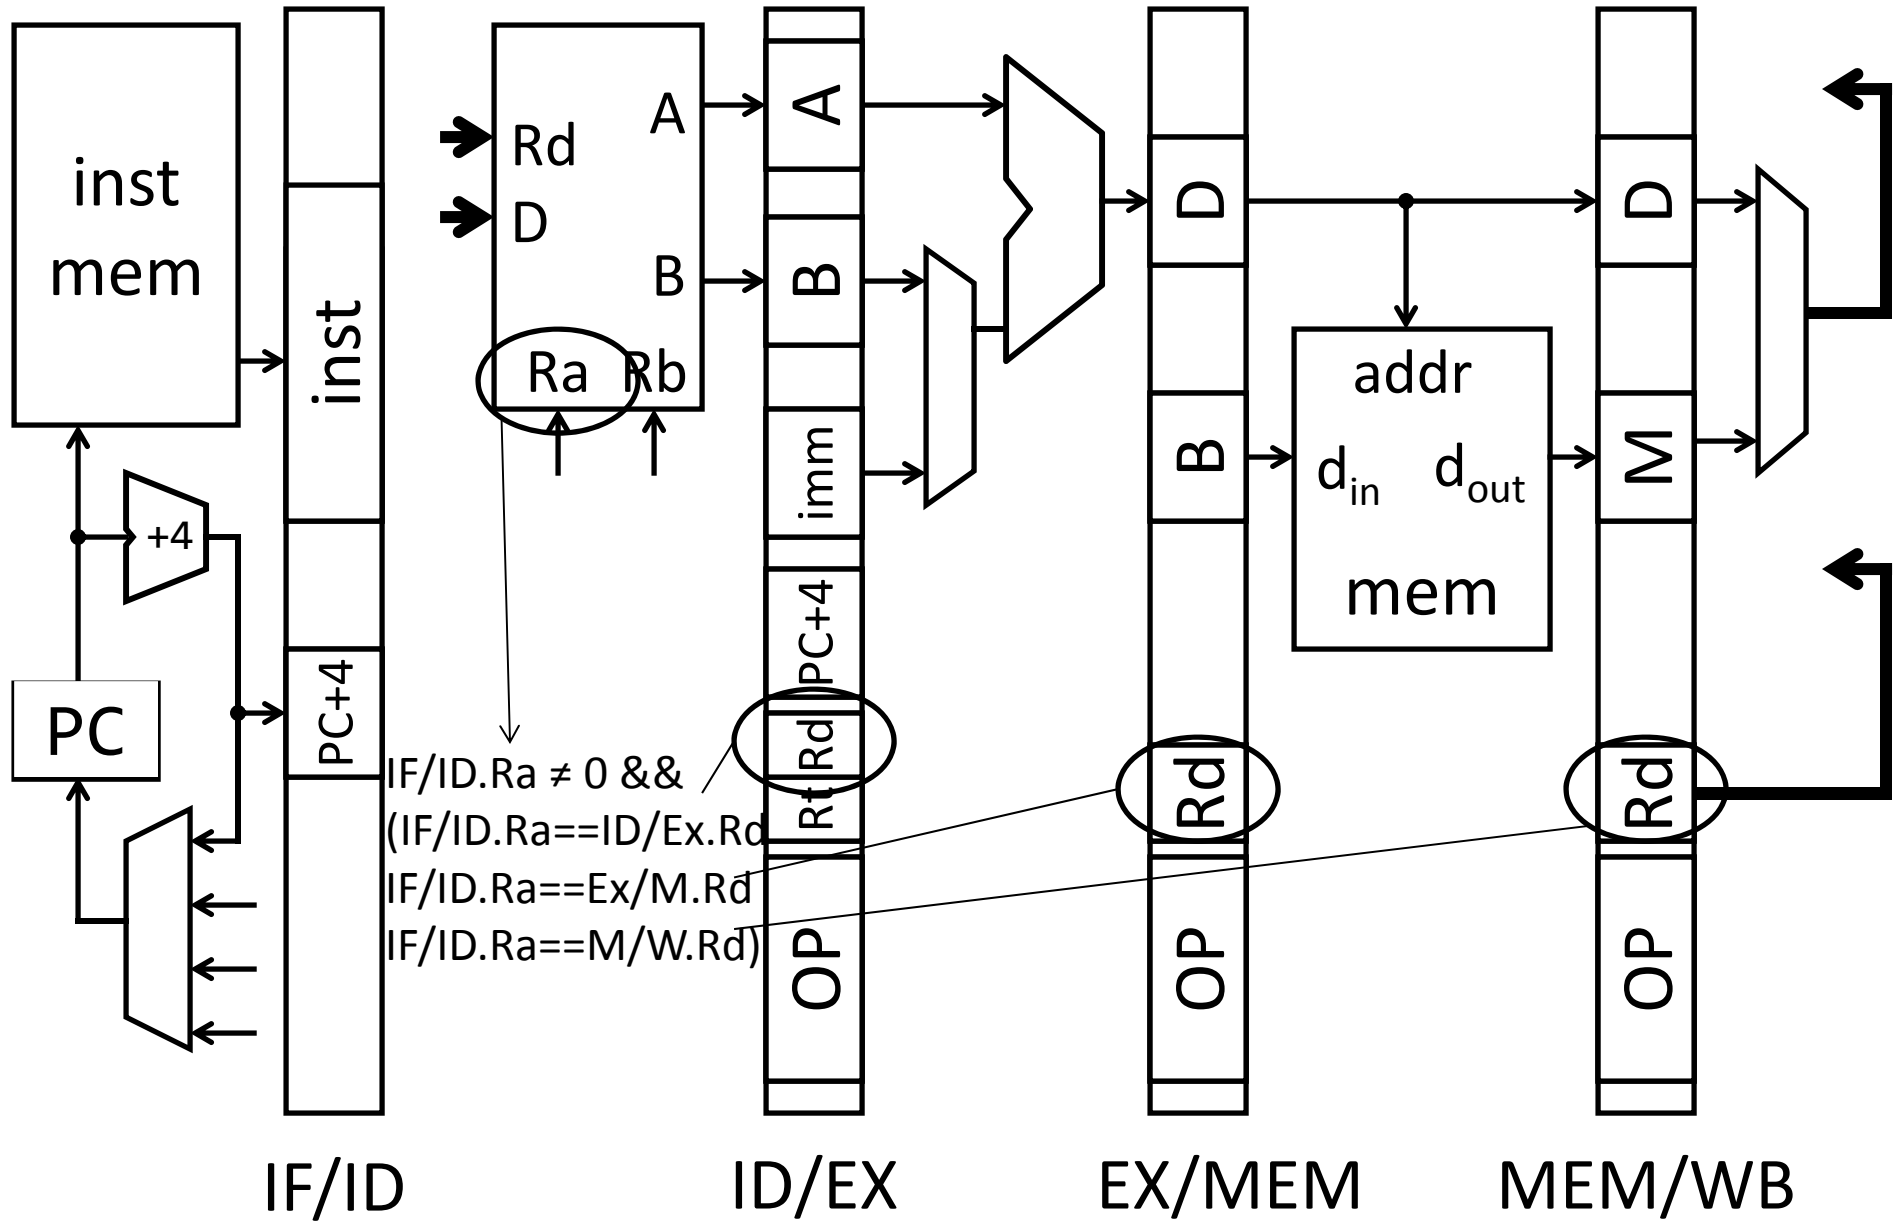 inst
mem
+4
PC
inst
PC+4
Rd
D
A
B
Ra
Rb
A
B
imm
PC+4
Rd
Rt
OP
IF/ID.Ra ≠ 0 &&
(IF/ID.Ra==ID/Ex.Rd
IF/ID.Ra==Ex/M.Rd
IF/ID.Ra==M/W.Rd)
D
B
Rd
OP
addr
din dout
mem
D
M
Rd
OP
IF/ID
ID/EX
EX/MEM
MEM/WB